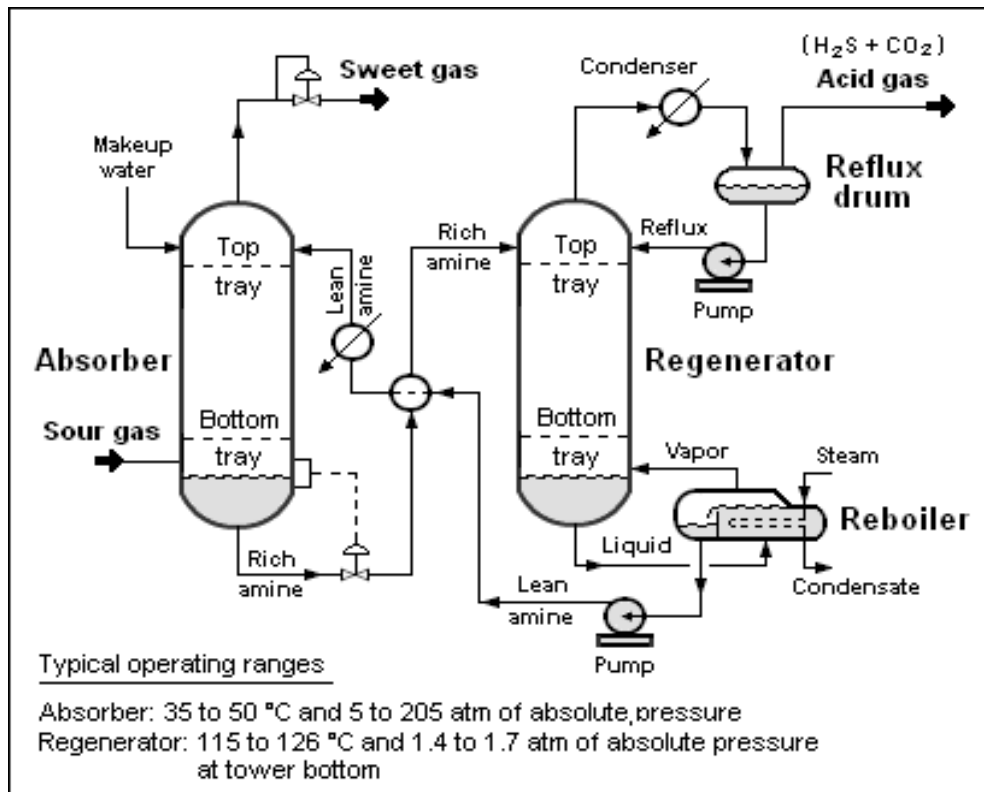 (H₂S + CO₂)
Acid gas
Condenser
Sweet gas
Makeup
water
Reflux
drum
Rich
amine
Reflux
Top
tray
Lean
amine
Top
tray
Pump
Absorber
Regenerator
Bottom
tray
Sour gas
Bottom
tray
Vapor
Steam
Reboiler
Liquid
Rich
amine
Condensate
Lean
amine
Pump
Typical operating ranges
Absorber: 35 to 50 °C and 5 to 205 atm of absolute pressure
Regenerator: 115 to 126 °C and 1.4 to 1.7 atm of absolute pressure
at tower bottom